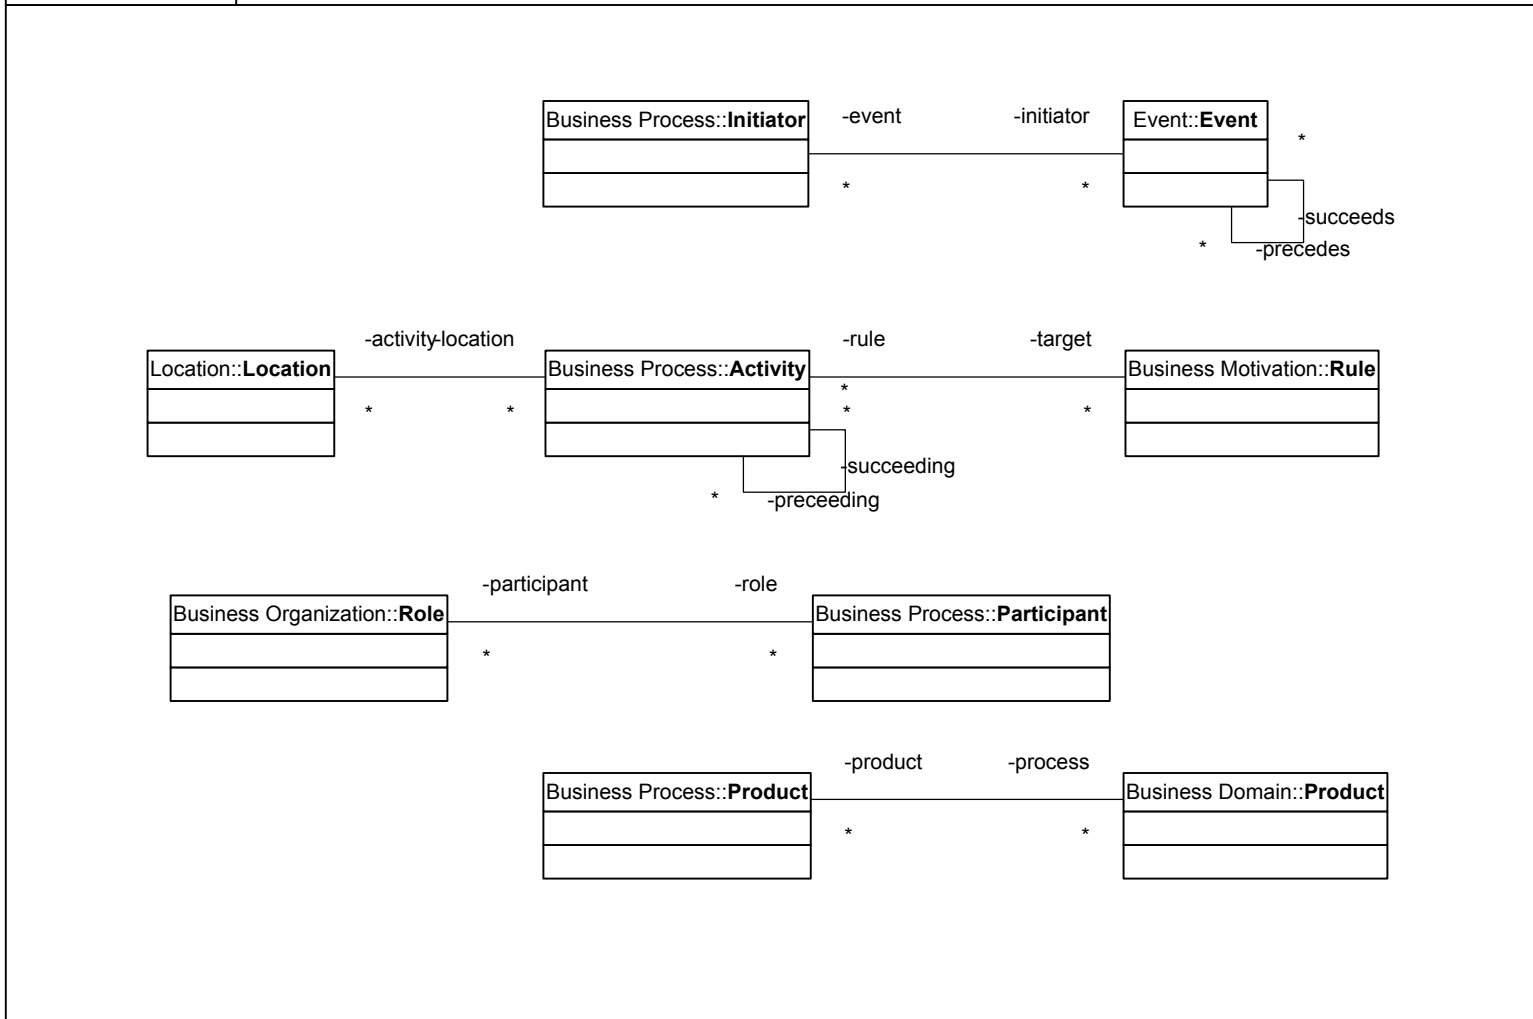 Business Process::Initiator
-event
-initiator
Event::Event
*
*
*
-succeeds
*
-precedes
-activity
-location
-rule
-target
Location::Location
Business Process::Activity
Business Motivation::Rule
*
*
*
*
*
-succeeding
*
-preceeding
-participant
-role
Business Organization::Role
Business Process::Participant
*
*
-product
-process
Business Process::Product
Business Domain::Product
*
*